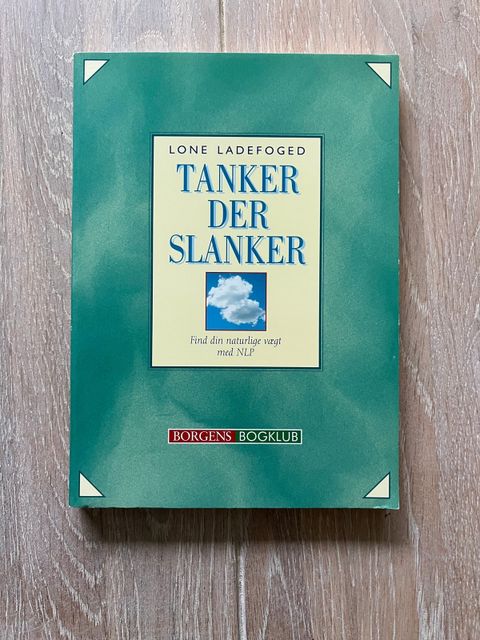 LONE LADEFOGED
TANKER
DER
SLANKER
Find din naturlige vægt
med NLP
BORGENS BOGKLUB